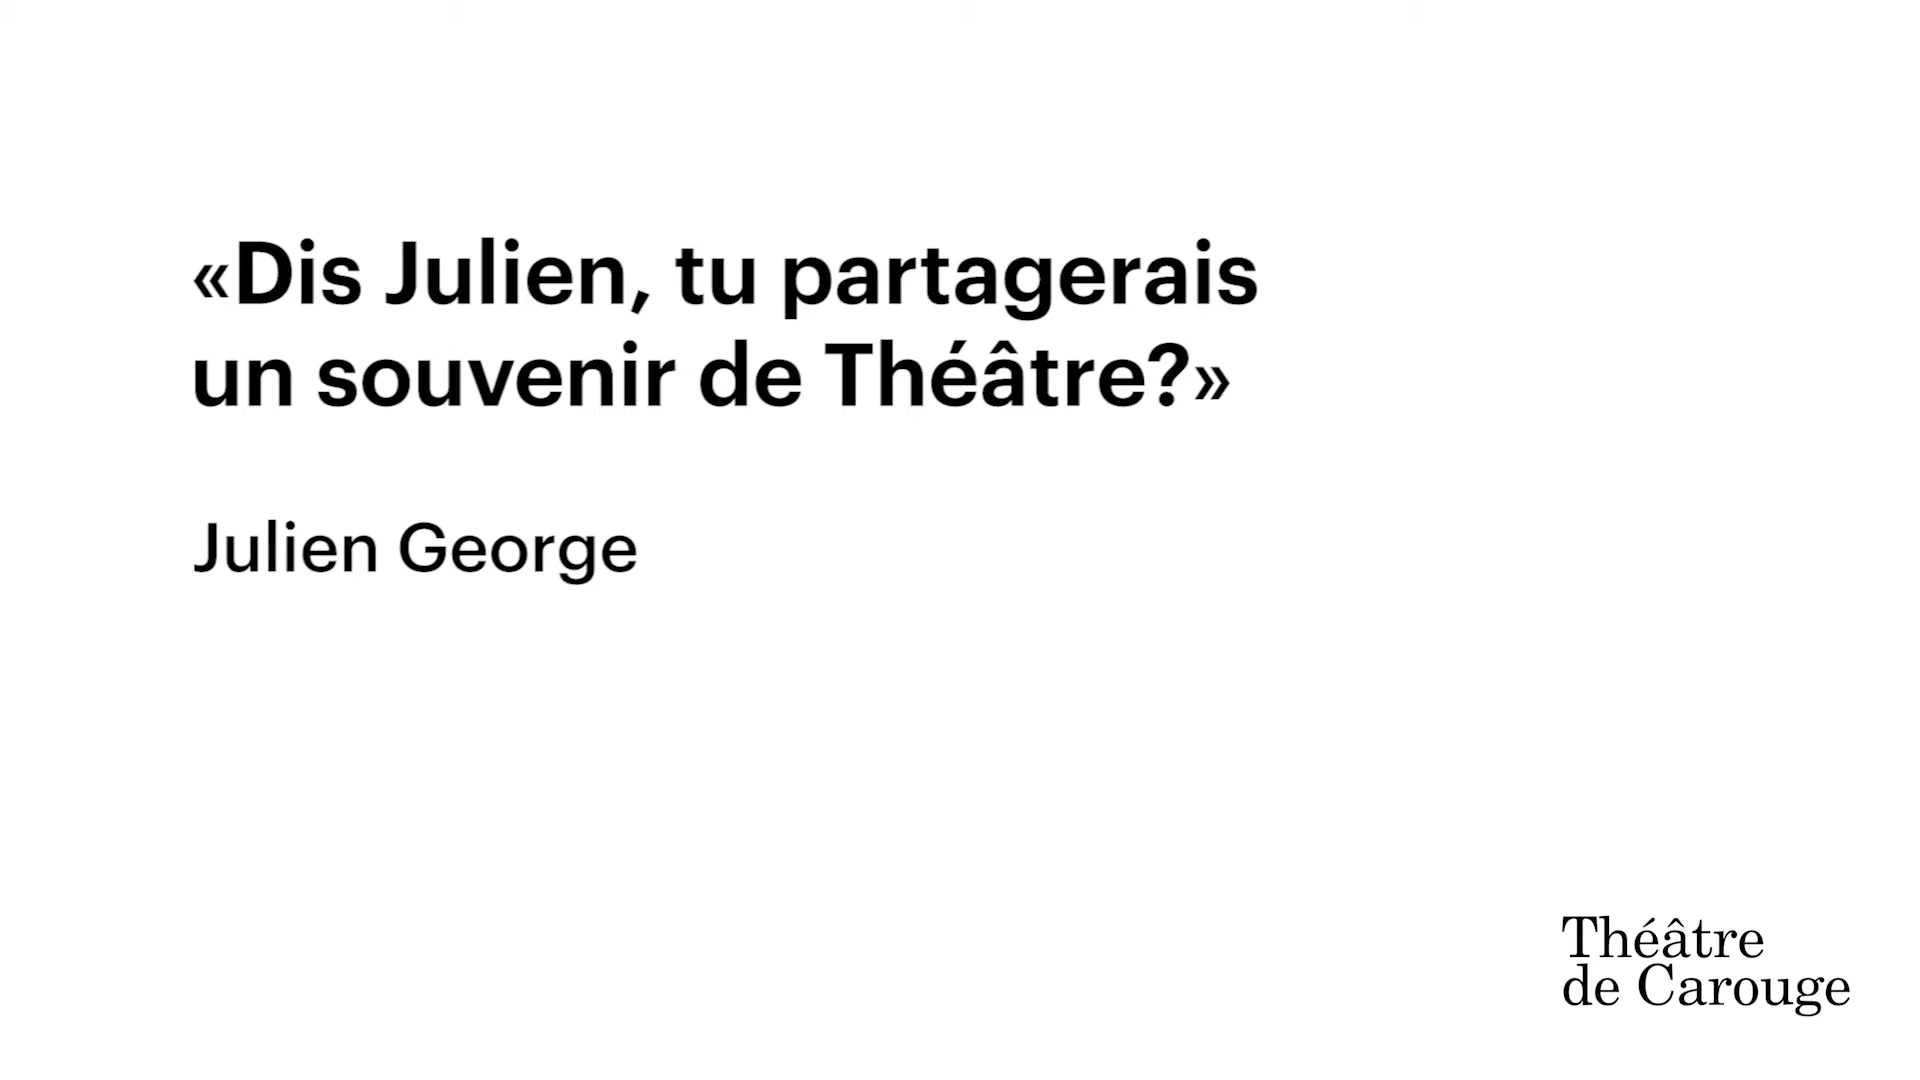 «Dis Julien, tu partagerais
un souvenir de Théâtre?»
Julien George
Théâtre
de Carouge